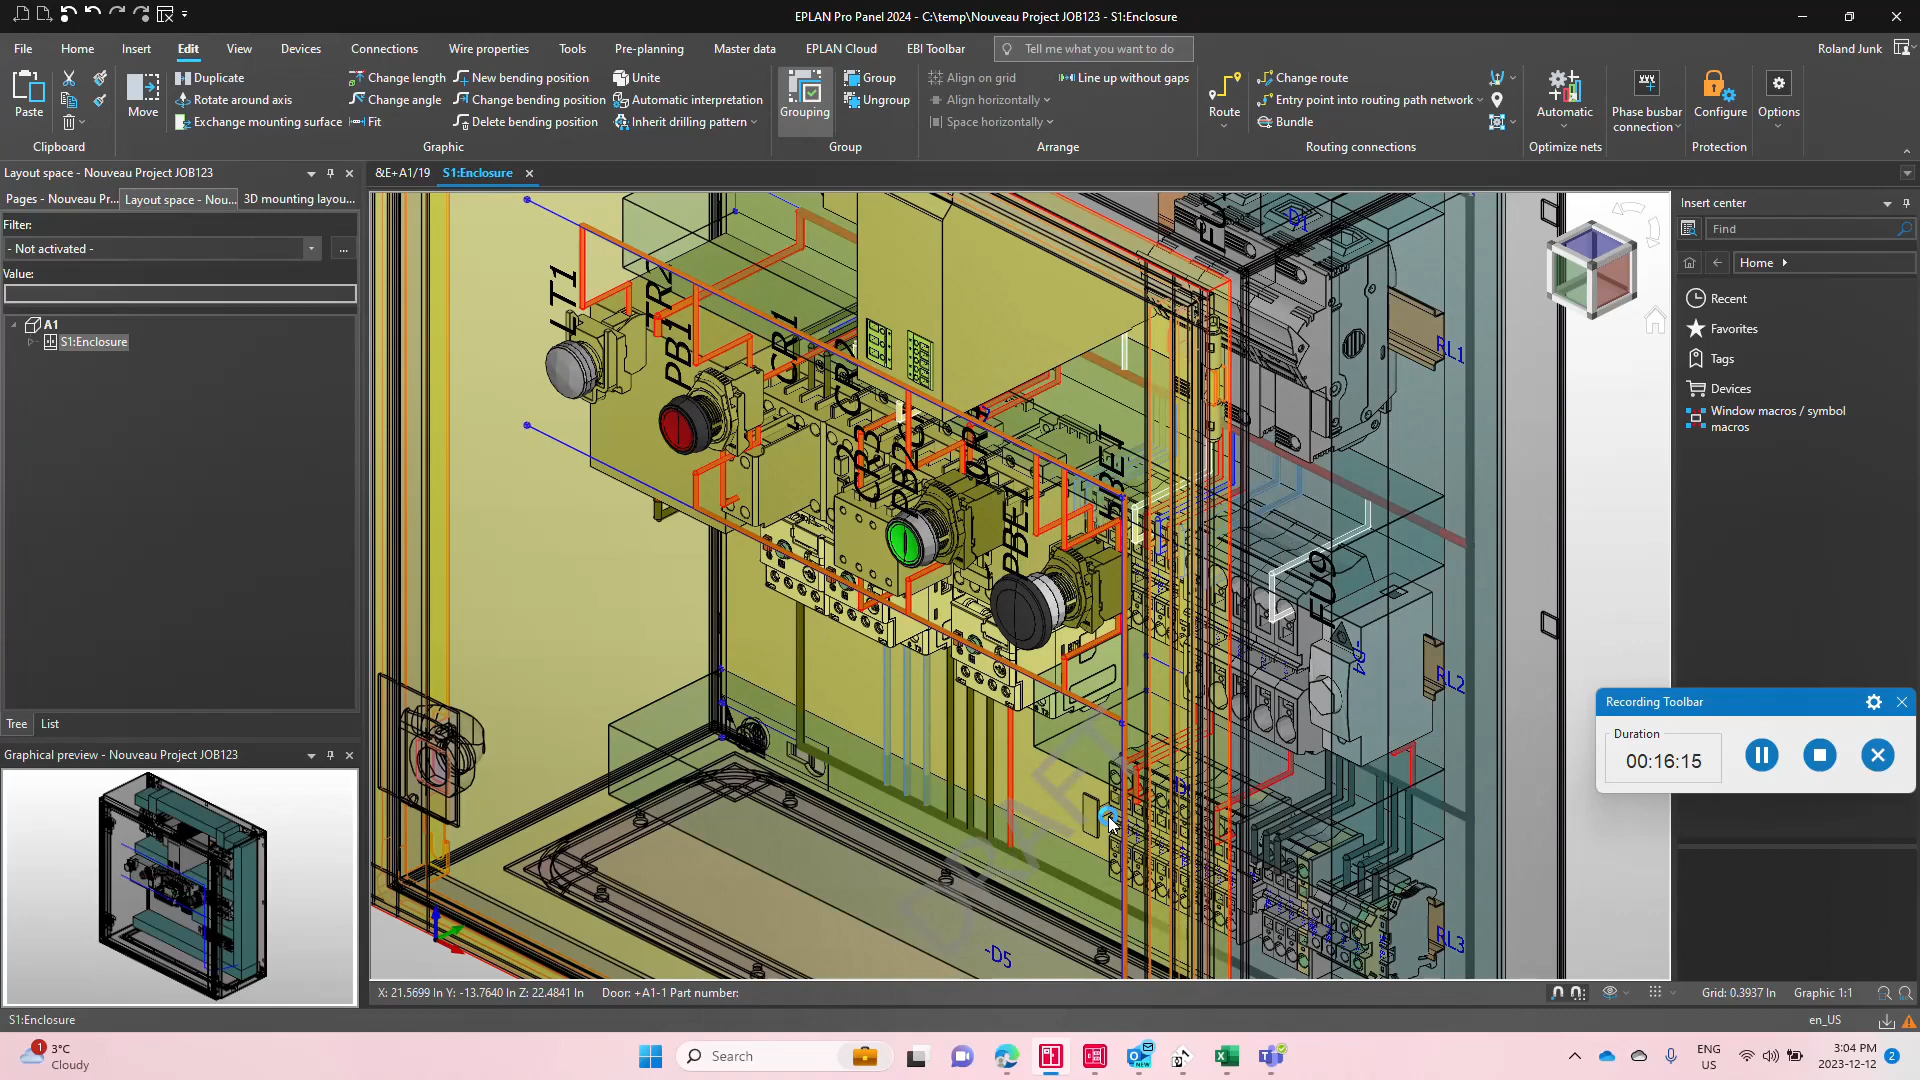 EPLAN Pro Panel 2024 - C:\temp\Nouveau Project JOB123 - S1:Enclosure
File Home Insert Edit View Devices Connections Wire properties Tools Pre-planning Master data EPLAN Cloud EBI Toolbar Tell me what you want to do Roland Junk
Paste
Clipboard
Move
Duplicate
Rotate around axis
Exchange mounting surface
Change length
Change angle
Fit
New bending position
Change bending position
Delete bending position
Unite
Automatic interpretation
Inherit drilling pattern
Graphic
Grouping
Group
Ungroup
Group
Align on grid
Align horizontally
Space horizontally
Line up without gaps
Arrange
Route
Change route
Entry point into routing path network
Bundle
Routing connections
Automatic
Optimize nets
Phase busbar
connection
Configure
Protection
Options
Layout space - Nouveau Project JOB123
Pages - Nouveau Pr... Layout space - Nou... 3D mounting layou...
Filter:
- Not activated -
...
Value:
A1
S1:Enclosure
Tree List
Graphical preview - Nouveau Project JOB123
&E+A1/19 S1:Enclosure
LT1
TR2
PB1
CR1
CR3
PB2
PBE1
FU9
-D1
-D4
-D5
RL1
RL2
RL3
DRAFT
X: 21.5699 In Y: -13.7640 In Z: 22.4841 In Door: +A1-1 Part number:
Grid: 0.3937 In Graphic 1:1
Insert center
Find
Home
Recent
Favorites
Tags
Devices
Window macros / symbol
macros
Recording Toolbar
Duration
00:16:15
S1:Enclosure
en_US
1
3°C
Cloudy
Search
NEW
ENG
US
3:04 PM
2023-12-12
2